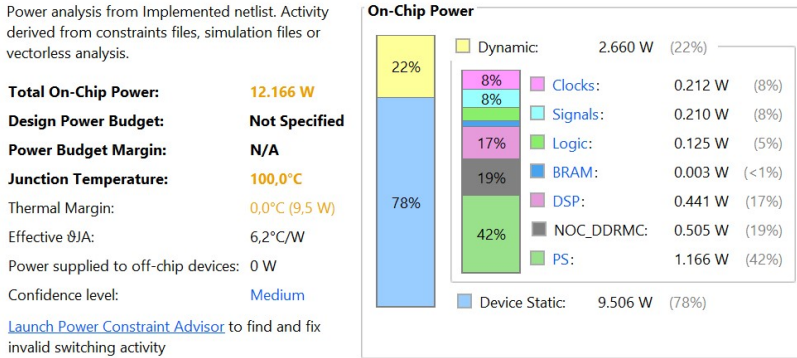 Power analysis from Implemented netlist. Activity
derived from constraints files, simulation files or
vectorless analysis.
Total On-Chip Power: 12.166 W
Design Power Budget: Not Specified
Power Budget Margin: N/A
Junction Temperature: 100,0°C
Thermal Margin: 0,0°C (9,5 W)
Effective ϑJA: 6,2°C/W
Power supplied to off-chip devices: 0 W
Confidence level: Medium
Launch Power Constraint Advisor to find and fix
invalid switching activity
On-Chip Power
22%
78%
Dynamic: 2.660 W (22%)
8%
8%
17%
19%
42%
Clocks: 0.212 W (8%)
Signals: 0.210 W (8%)
Logic: 0.125 W (5%)
BRAM: 0.003 W (<1%)
DSP: 0.441 W (17%)
NOC_DDRMC: 0.505 W (19%)
PS: 1.166 W (42%)
Device Static: 9.506 W (78%)